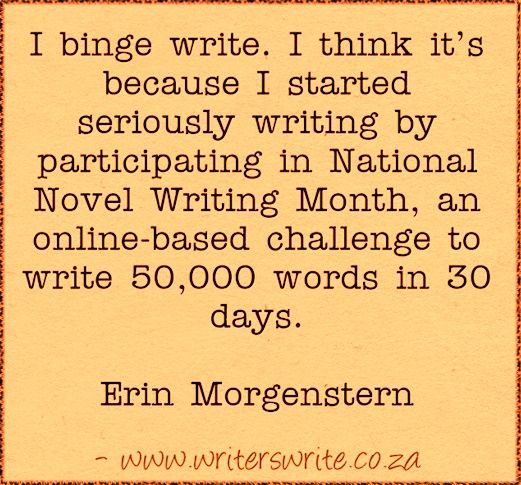 I binge write. I think it's
because I started
seriously writing by
participating in National
Novel Writing Month, an
online-based challenge to
write 50,000 words in 30
days.
Erin Morgenstern
- www.writerswrite.co.za